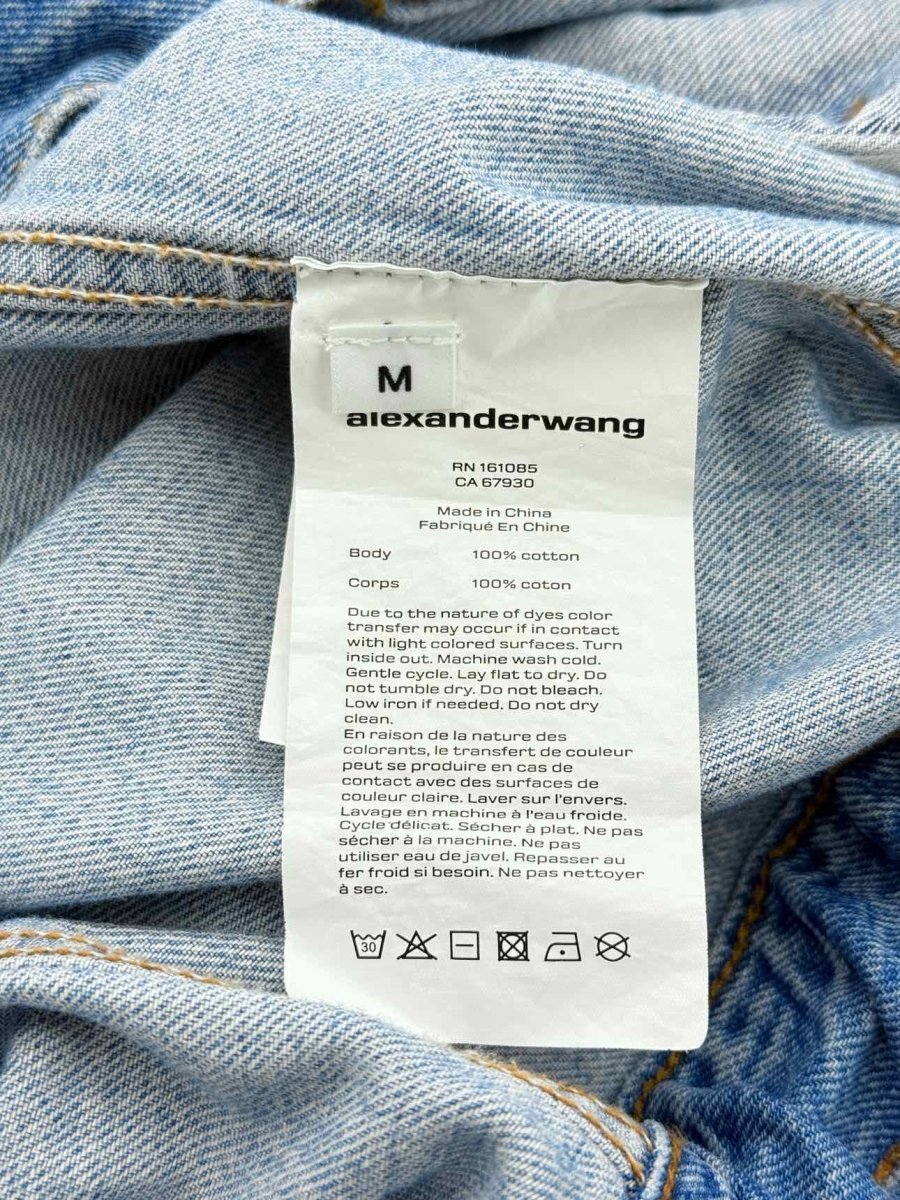 M
alexanderwang
RN 161085
CA 67930
Made in China
Fabriqué En Chine
Body 100% cotton
Corps 100% coton
Due to the nature of dyes color
transfer may occur if in contact
with light colored surfaces. Turn
inside out. Machine wash cold.
Gentle cycle. Lay flat to dry. Do
not tumble dry. Do not bleach.
Low iron if needed. Do not dry
clean.
En raison de la nature des
colorants, le transfert de couleur
peut se produire en cas de
contact avec des surfaces de
couleur claire. Laver sur l'envers.
Lavage en machine à l'eau froide.
Cycle délicat. Sécher à plat. Ne pas
sécher à la machine. Ne pas
utiliser eau de javel. Repasser au
fer froid si besoin. Ne pas nettoyer
à sec.
30